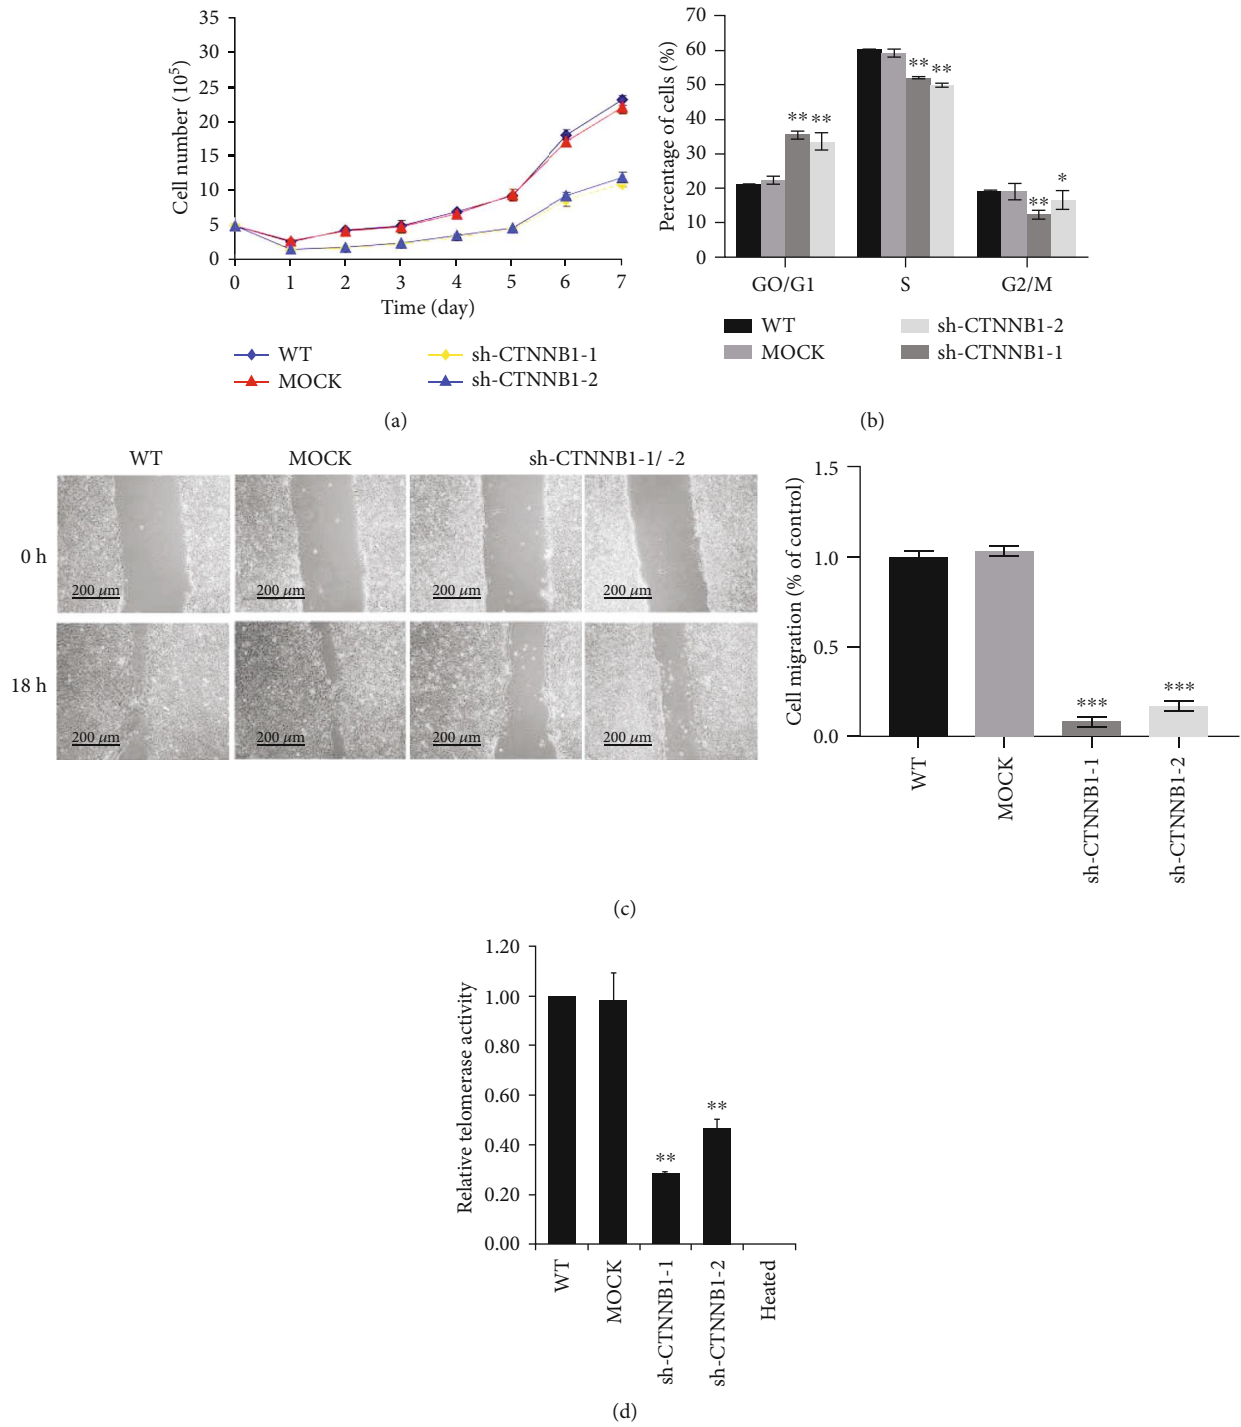 35
30
25
20
15
10
5
0
Cell number (10⁵)
0 1 2 3 4 5 6 7
Time (day)
WT
MOCK
sh-CTNNB1-1
sh-CTNNB1-2
(a)
70
60
50
40
30
20
10
0
Percentage of cells (%)
** **
** **
** *
GO/G1 S G2/M
WT
MOCK
sh-CTNNB1-2
sh-CTNNB1-1
(b)
WT MOCK sh-CTNNB1-1/ -2
0 h
200 μm 200 μm 200 μm 200 μm
18 h
200 μm 200 μm 200 μm 200 μm
1.5
1.0
0.5
0.0
Cell migration (% of control)
*** ***
WT
MOCK
sh-CTNNB1-1
sh-CTNNB1-2
(c)
1.20
1.00
0.80
0.60
0.40
0.20
0.00
Relative telomerase activity
** **
WT
MOCK
sh-CTNNB1-1
sh-CTNNB1-2
Heated
(d)